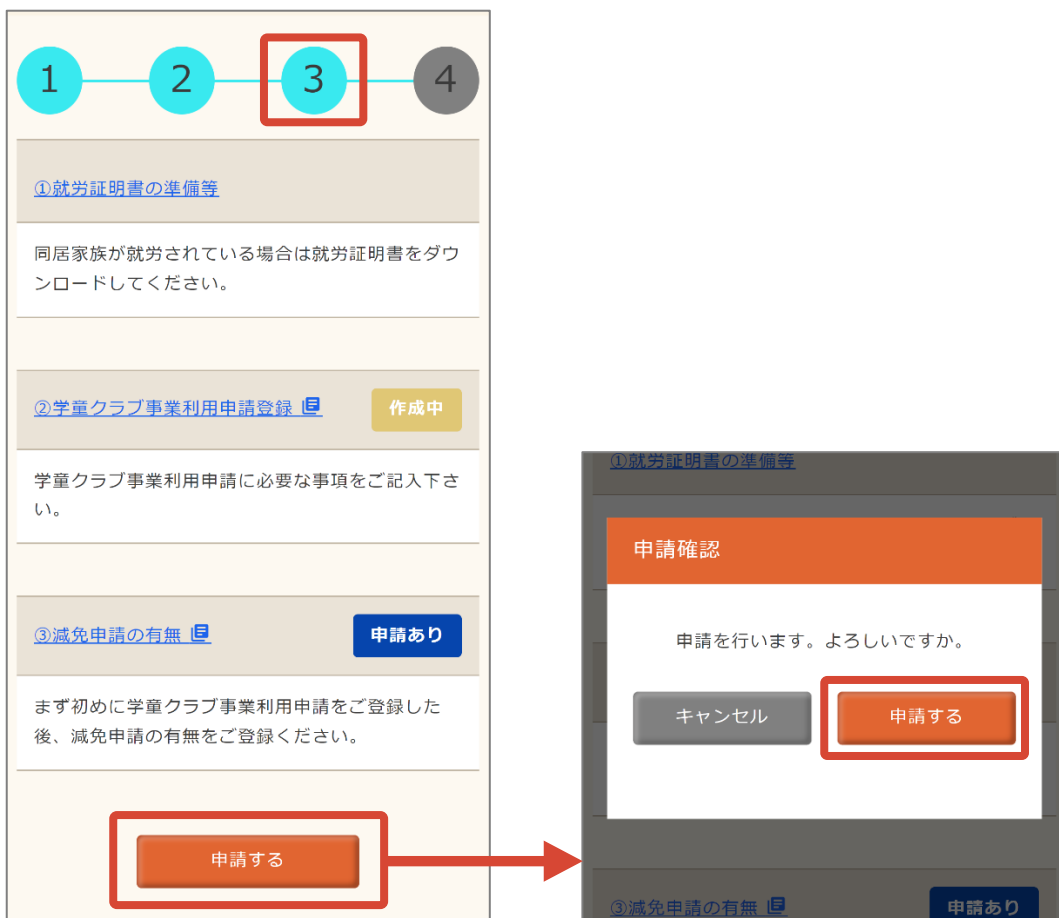 1 2 3 4
①就労証明書の準備等
同居家族が就労されている場合は就労証明書をダウ
ンロードしてください。
②学童クラブ事業利用申請登録
作成中
学童クラブ事業利用申請に必要な事項をご記入下さ
い。
③減免申請の有無
申請あり
まず初めに学童クラブ事業利用申請をご登録した
後、減免申請の有無をご登録ください。
申請する
①就労証明書の準備等
申請確認
申請を行います。よろしいですか。
キャンセル
申請する
③減免申請の有無
申請あり